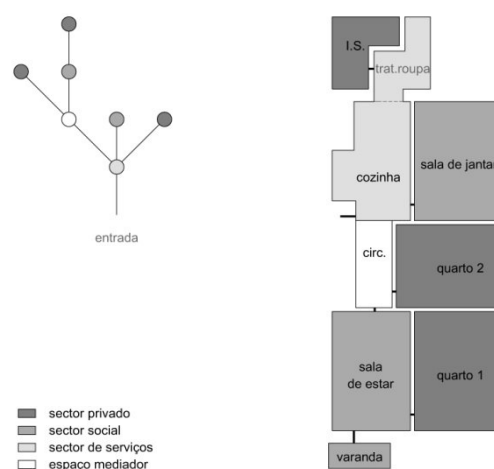 I.S.
trat.roupa
cozinha
sala de jantar
circ.
quarto 2
sala
de estar
quarto 1
varanda
entrada
sector privado
sector social
sector de serviços
espaço mediador